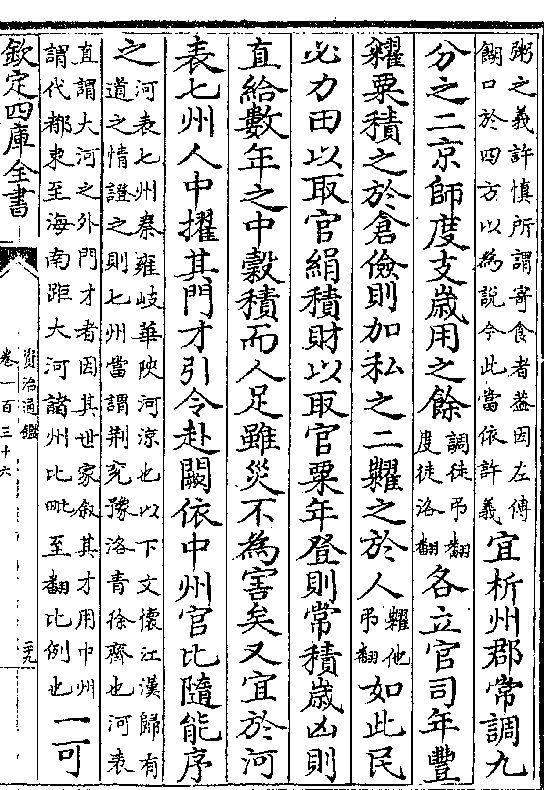 粥之義許慎所謂寄食者蓋因左傳
餬口於四方以為說今此當依許義
宜析州郡常調九
分之二京師度支歲用之餘
調徒弔翻
度徒洛翻
各立官司年豐
糴粟積之於倉儉則加私之二糶之於人
糶他
弔翻
如此民
必力田以取官絹積財以取官粟年登則常積歲凶則
直給數年之中穀積而人足雖災不為害矣又宜於河
表七州人中擢其門才引令赴闕依中州官比隨能序
之
河表七州秦雍岐華陜河涼也以下文懷江漢歸有
道之情證之則七州當謂荆兖豫洛青徐齊也河表
直謂大河之外門才者因其世家叙其才用中州
謂代都東至海南距大河諸州比毗至翻比例也
一可
欽定四庫全書
資治通鑑
卷一百三十六